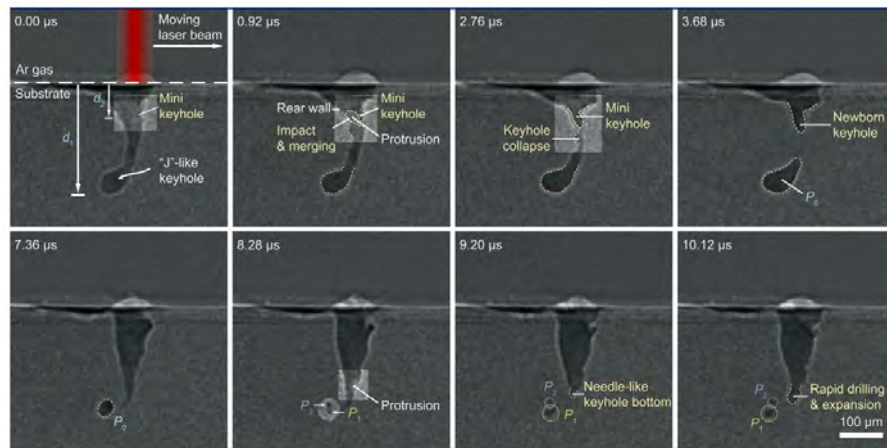 0.00 µs
Moving
laser beam
Ar gas
Substrate
d₂
Mini
keyhole
d₁
"J"-like
keyhole
0.92 µs
Rear wall
Mini
keyhole
Impact
& merging
Protrusion
2.76 µs
Mini
keyhole
Keyhole
collapse
3.68 µs
Newborn
keyhole
P₀
7.36 µs
P₀
8.28 µs
Protrusion
P₂
P₁
9.20 µs
P₂
Needle-like
keyhole bottom
P₁
10.12 µs
P₂
Rapid drilling
& expansion
P₁
100 µm